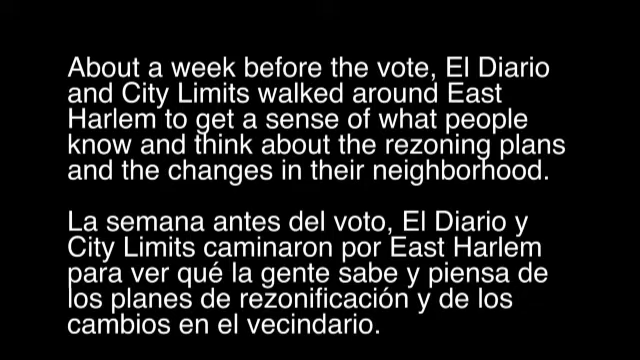 About a week before the vote, El Diario
and City Limits walked around East
Harlem to get a sense of what people
know and think about the rezoning plans
and the changes in their neighborhood.
La semana antes del voto, El Diario y
City Limits caminaron por East Harlem
para ver qué la gente sabe y piensa de
los planes de rezonificación y de los
cambios en el vecindario.